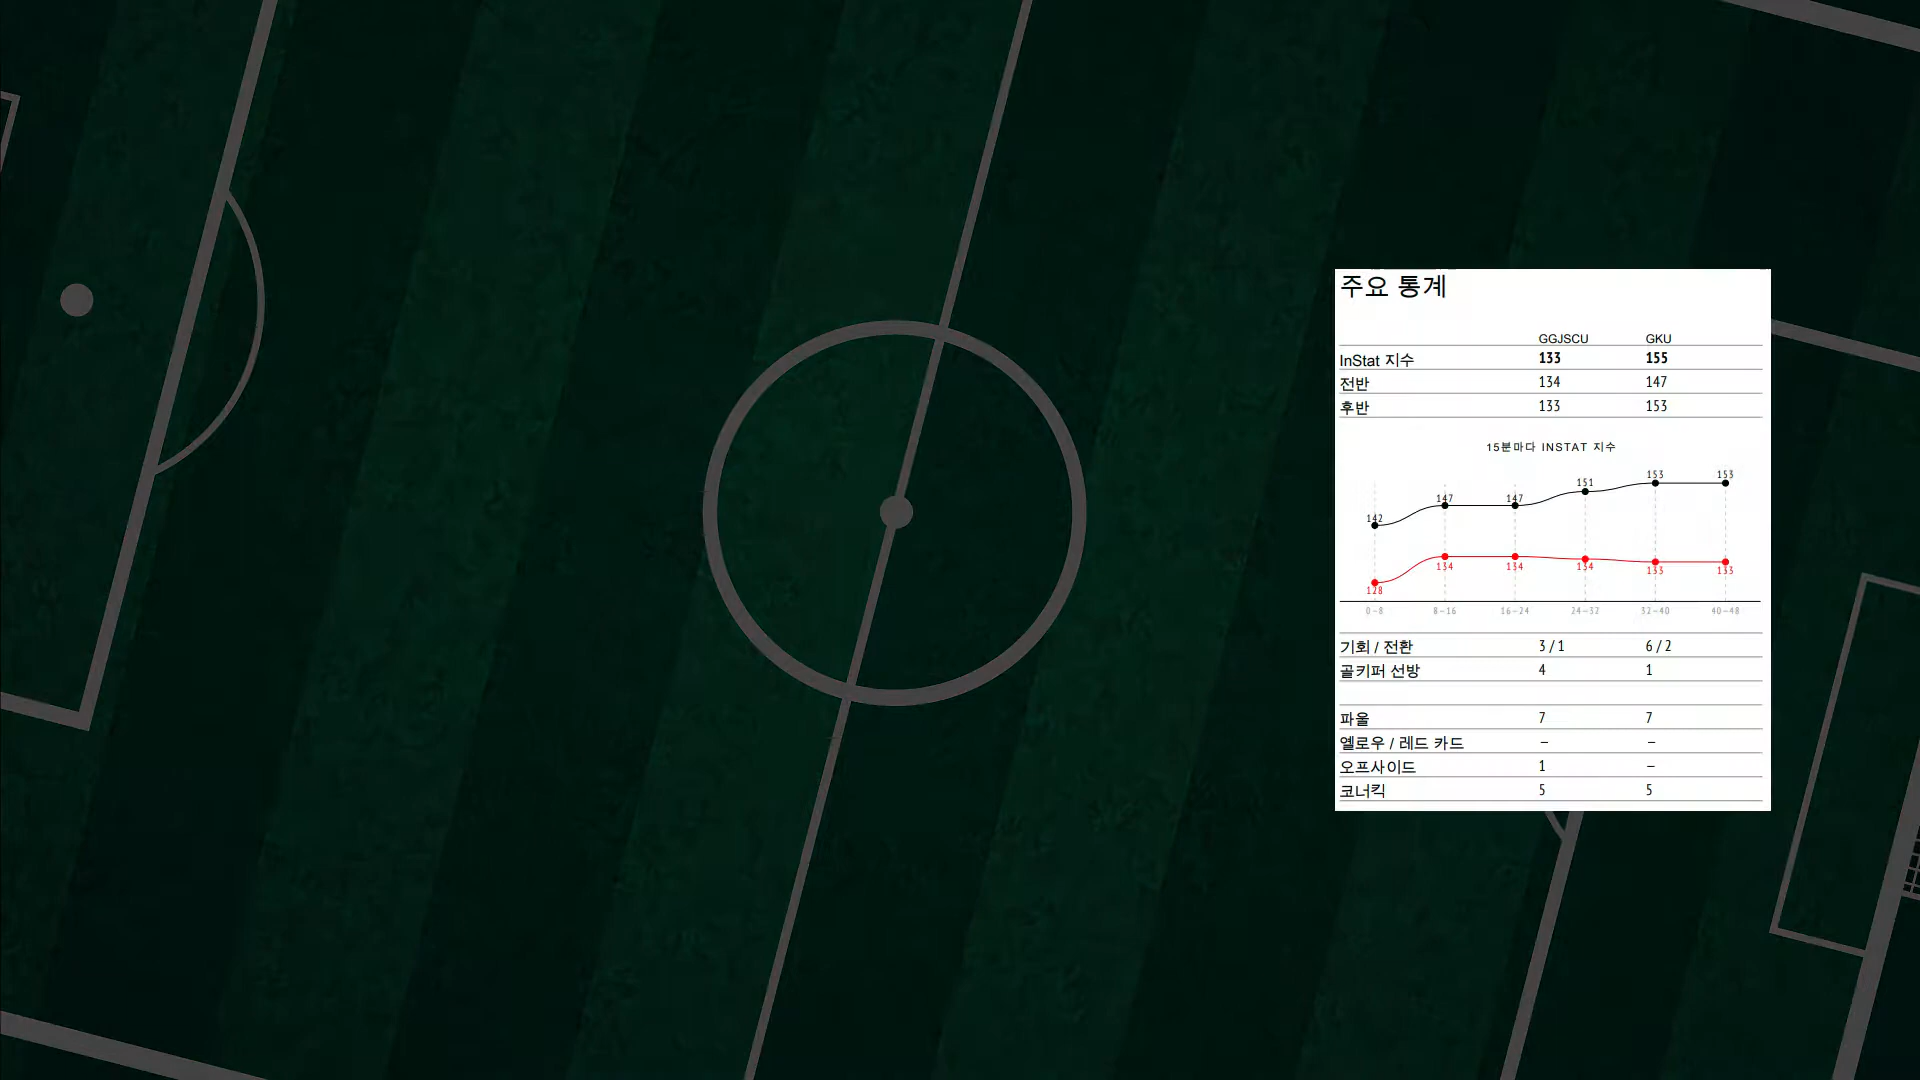 주요 통계
GGJSCU GKU
InStat 지수 133 155
전반 134 147
후반 133 153
15분마다 INSTAT 지수
142 147 147 151 153 153
128 134 134 134 133 133
0-8 8-16 16-24 24-32 32-40 40-48
기회 / 전환 3 / 1 6 / 2
골키퍼 선방 4 1
파울 7 7
옐로우 / 레드 카드 – –
오프사이드 1 –
코너킥 5 5